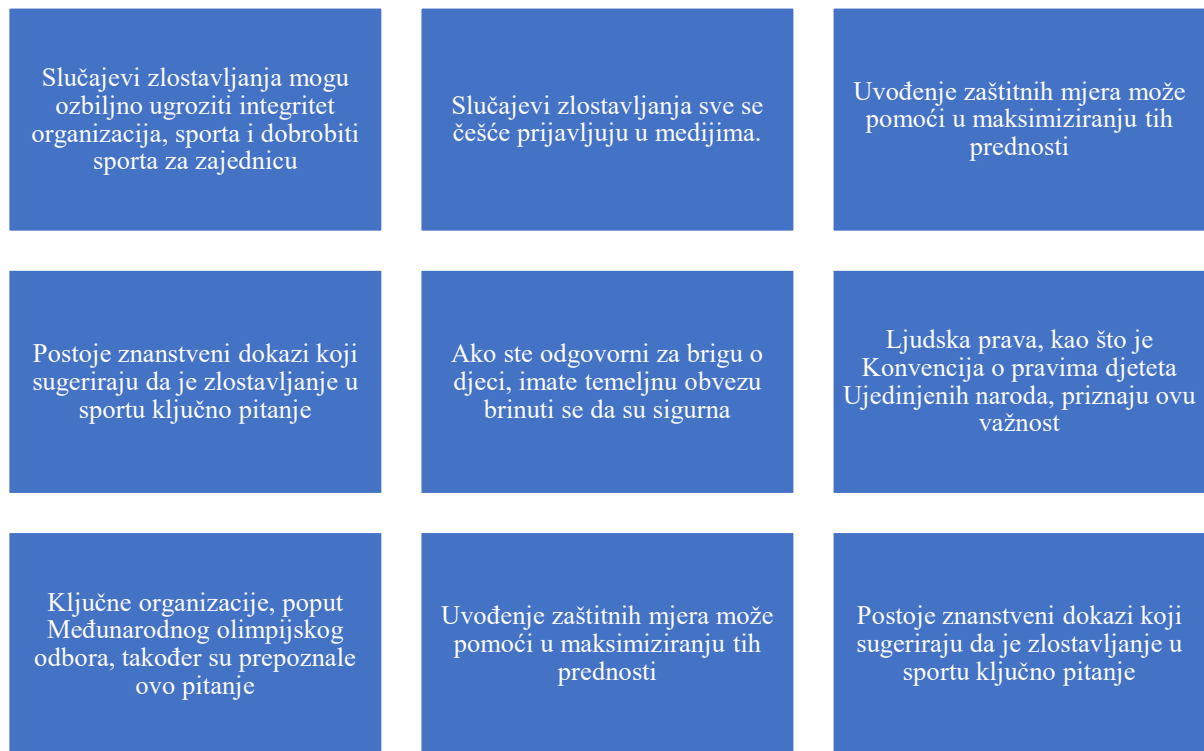 Slučajevi zlostavljanja mogu
ozbiljno ugroziti integritet
organizacija, sporta i dobrobiti
sporta za zajednicu
Slučajevi zlostavljanja sve se
češće prijavljuju u medijima.
Uvođenje zaštitnih mjera može
pomoći u maksimiziranju tih
prednosti
Postoje znanstveni dokazi koji
sugeriraju da je zlostavljanje u
sportu ključno pitanje
Ako ste odgovorni za brigu o
djeci, imate temeljnu obvezu
brinuti se da su sigurna
Ljudska prava, kao što je
Konvencija o pravima djeteta
Ujedinjenih naroda, priznaju ovu
važnost
Ključne organizacije, poput
Međunarodnog olimpijskog
odbora, također su prepoznale
ovo pitanje
Uvođenje zaštitnih mjera može
pomoći u maksimiziranju tih
prednosti
Postoje znanstveni dokazi koji
sugeriraju da je zlostavljanje u
sportu ključno pitanje